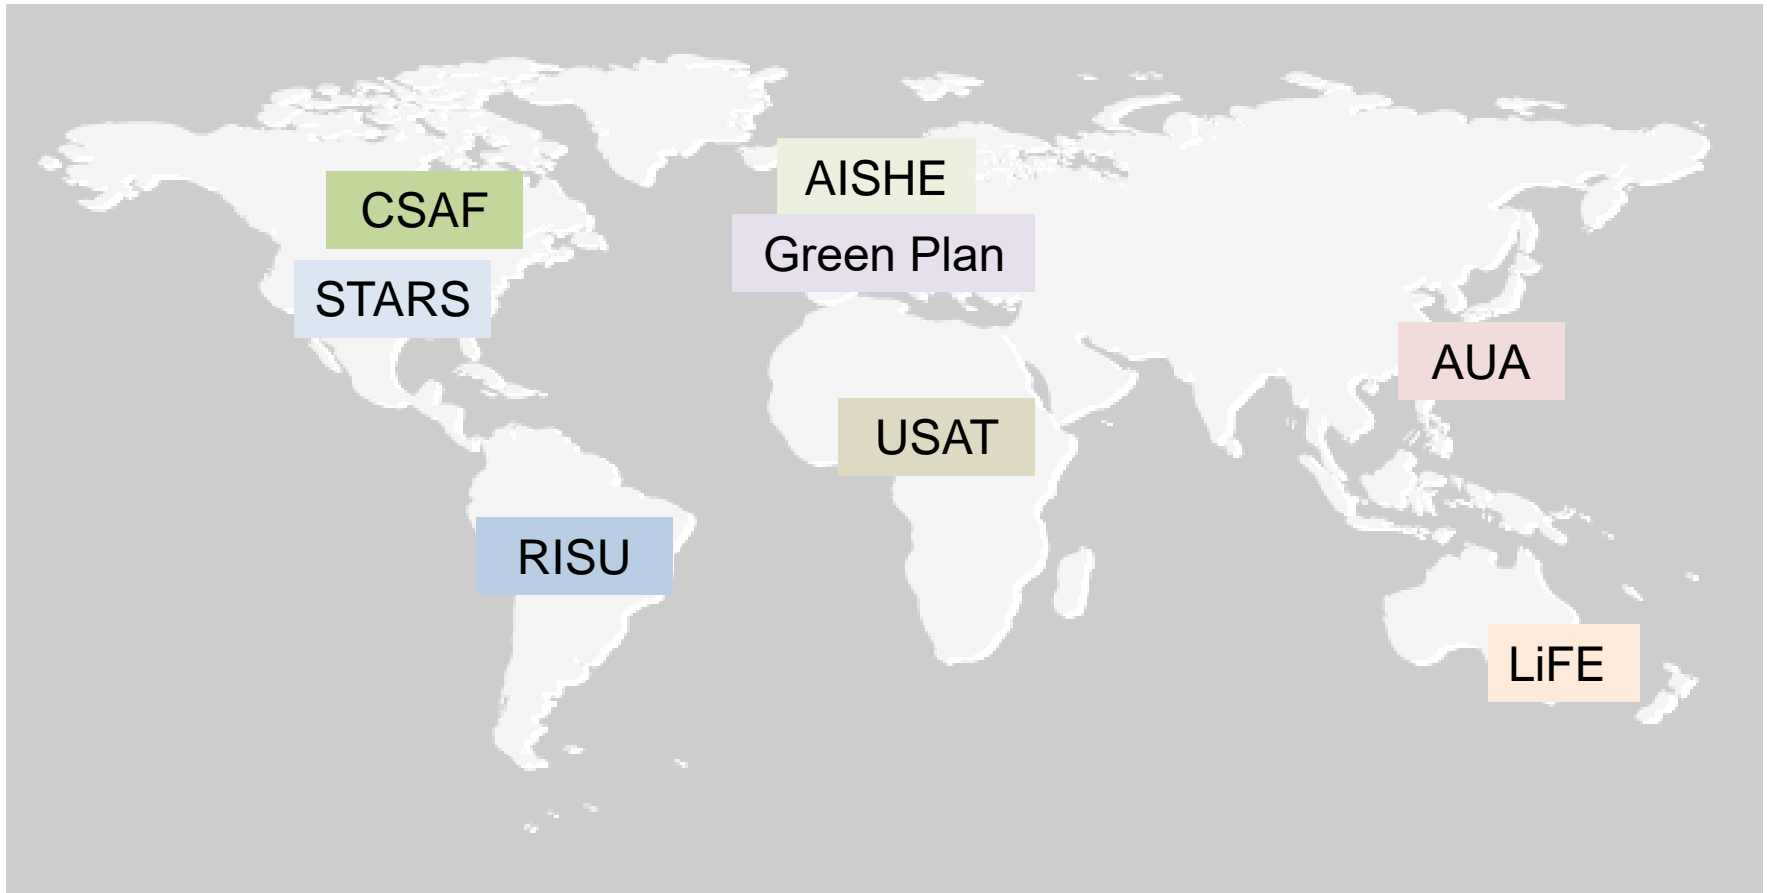 AISHE
CSAF
Green Plan
STARS
AUA
USAT
RISU
LiFE